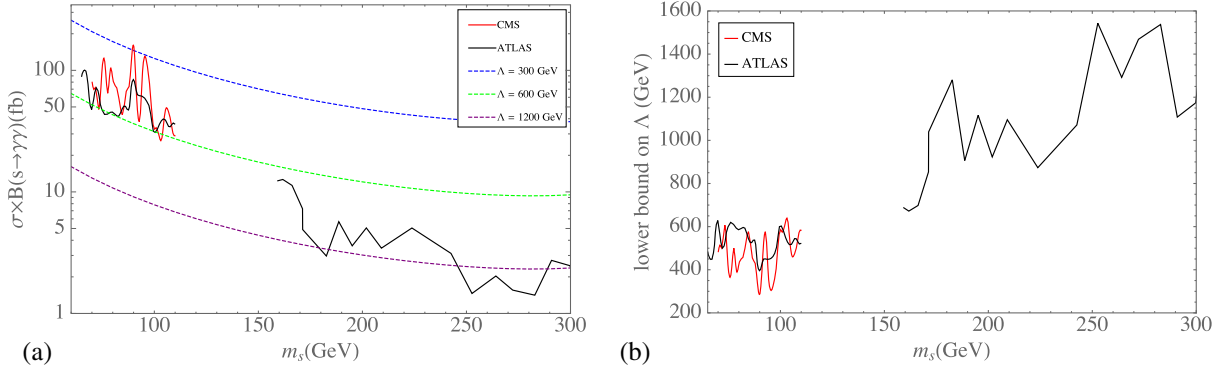 CMS
ATLAS
Λ = 300 GeV
Λ = 600 GeV
Λ = 1200 GeV
σ×B(s→γγ)(fb)
100
50
10
5
1
100
150
200
250
300
m_s(GeV)
(a)
CMS
ATLAS
lower bound on Λ (GeV)
1600
1400
1200
1000
800
600
400
200
100
150
200
250
300
m_s(GeV)
(b)